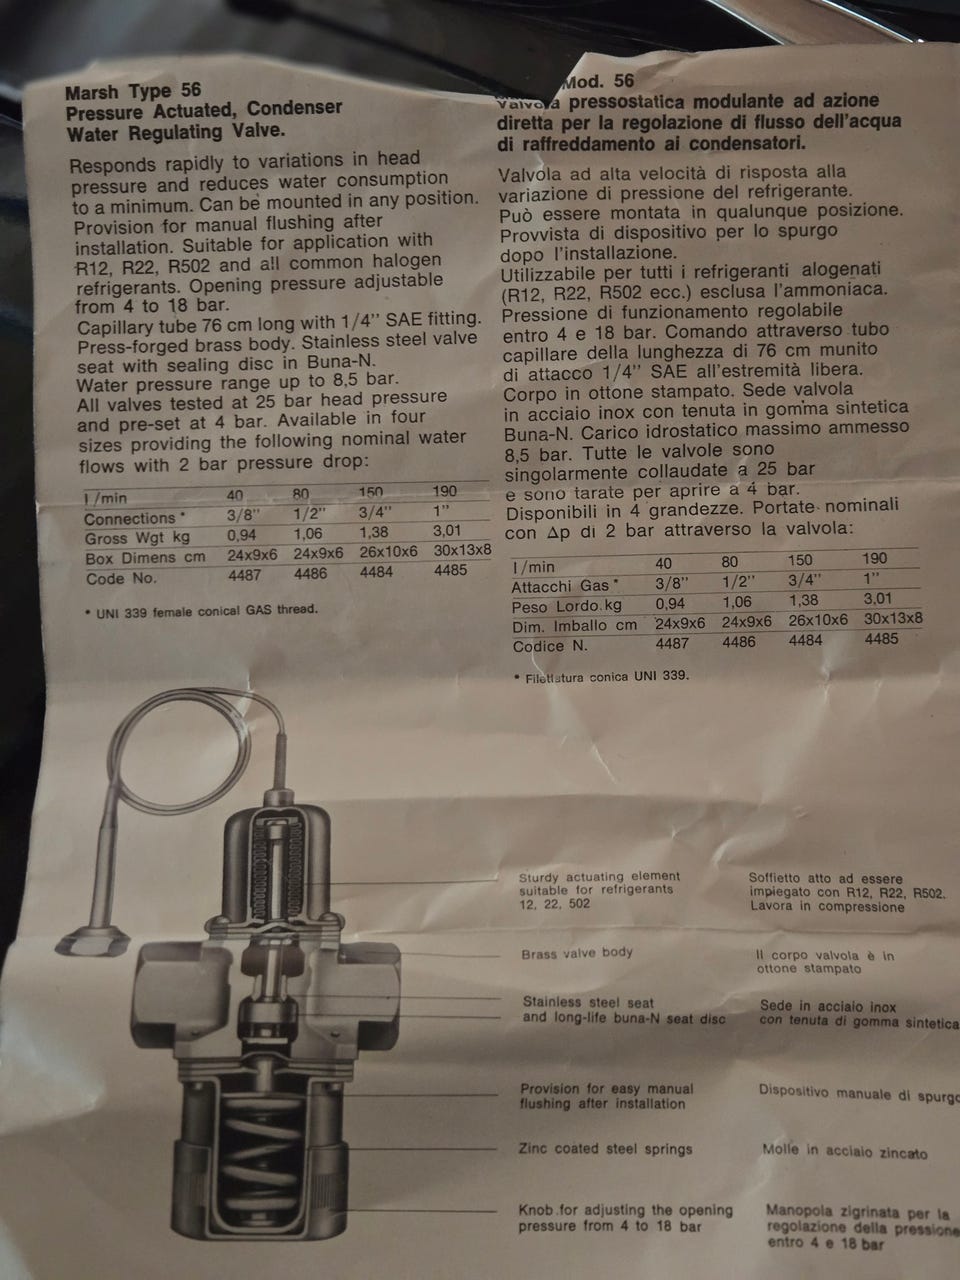 Marsh Type 56
Pressure Actuated, Condenser
Water Regulating Valve.
Responds rapidly to variations in head
pressure and reduces water consumption
to a minimum. Can be mounted in any position.
Provision for manual flushing after
installation. Suitable for application with
R12, R22, R502 and all common halogen
refrigerants. Opening pressure adjustable
from 4 to 18 bar.
Capillary tube 76 cm long with 1/4" SAE fitting.
Press-forged brass body. Stainless steel valve
seat with sealing disc in Buna-N.
Water pressure range up to 8,5 bar.
All valves tested at 25 bar head pressure
and pre-set at 4 bar. Available in four
sizes providing the following nominal water
flows with 2 bar pressure drop:
l/min 40 80 150 190
Connections * 3/8" 1/2" 3/4" 1"
Gross Wgt kg 0,94 1,06 1,38 3,01
Box Dimens cm 24x9x6 24x9x6 26x10x6 30x13x8
Code No. 4487 4486 4484 4485
* UNI 339 female conical GAS thread.
Mod. 56
Valvola pressostatica modulante ad azione
diretta per la regolazione di flusso dell'acqua
di raffreddamento ai condensatori.
Valvola ad alta velocità di risposta alla
variazione di pressione del refrigerante.
Può essere montata in qualunque posizione.
Provvista di dispositivo per lo spurgo
dopo l'installazione.
Utilizzabile per tutti i refrigeranti alogenati
(R12, R22, R502 ecc.) esclusa l'ammoniaca.
Pressione di funzionamento regolabile
entro 4 e 18 bar. Comando attraverso tubo
capillare della lunghezza di 76 cm munito
di attacco 1/4" SAE all'estremità libera.
Corpo in ottone stampato. Sede valvola
in acciaio inox con tenuta in gomma sintetica
Buna-N. Carico idrostatico massimo ammesso
8,5 bar. Tutte le valvole sono
singolarmente collaudate a 25 bar
e sono tarate per aprire a 4 bar.
Disponibili in 4 grandezze. Portate nominali
con Δp di 2 bar attraverso la valvola:
l/min 40 80 150 190
Attacchi Gas * 3/8" 1/2" 3/4" 1"
Peso Lordo kg 0,94 1,06 1,38 3,01
Dim. Imballo cm 24x9x6 24x9x6 26x10x6 30x13x8
Codice N. 4487 4486 4484 4485
* Filettatura conica UNI 339.
Sturdy actuating element
suitable for refrigerants
12, 22, 502
Soffietto atto ad essere
impiegato con R12, R22, R502.
Lavora in compressione
Brass valve body
Il corpo valvola è in
ottone stampato
Stainless steel seat
and long-life buna-N seat disc
Sede in acciaio inox
con tenuta di gomma sintetica
Provision for easy manual
flushing after installation
Dispositivo manuale di spurgo
Zinc coated steel springs
Molle in acciaio zincato
Knob for adjusting the opening
pressure from 4 to 18 bar
Manopola zigrinata per la
regolazione della pressione
entro 4 e 18 bar